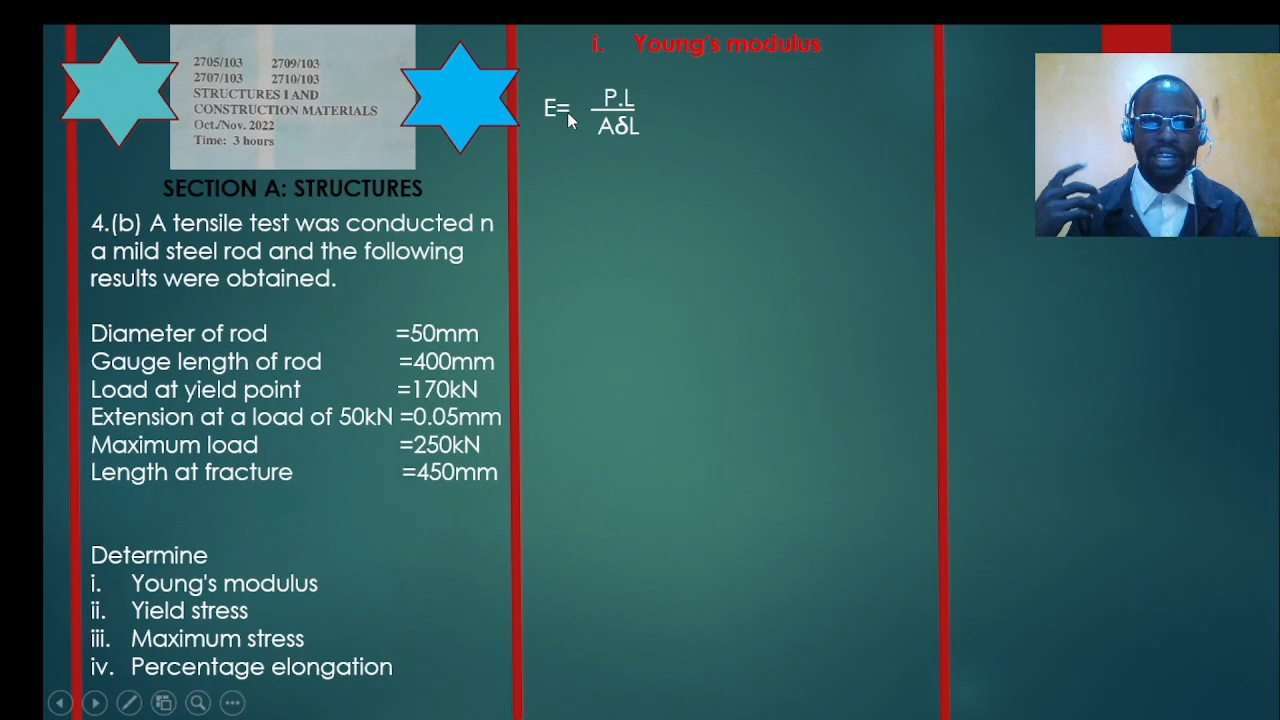 2705/103 2709/103
2707/103 2710/103
STRUCTURES I AND
CONSTRUCTION MATERIALS
Oct./Nov. 2022
Time: 3 hours
SECTION A: STRUCTURES
4.(b) A tensile test was conducted n
a mild steel rod and the following
results were obtained.
Diameter of rod =50mm
Gauge length of rod =400mm
Load at yield point =170kN
Extension at a load of 50kN =0.05mm
Maximum load =250kN
Length at fracture =450mm
Determine
i. Young's modulus
ii. Yield stress
iii. Maximum stress
iv. Percentage elongation
i. Young's modulus
E= P.L
AδL